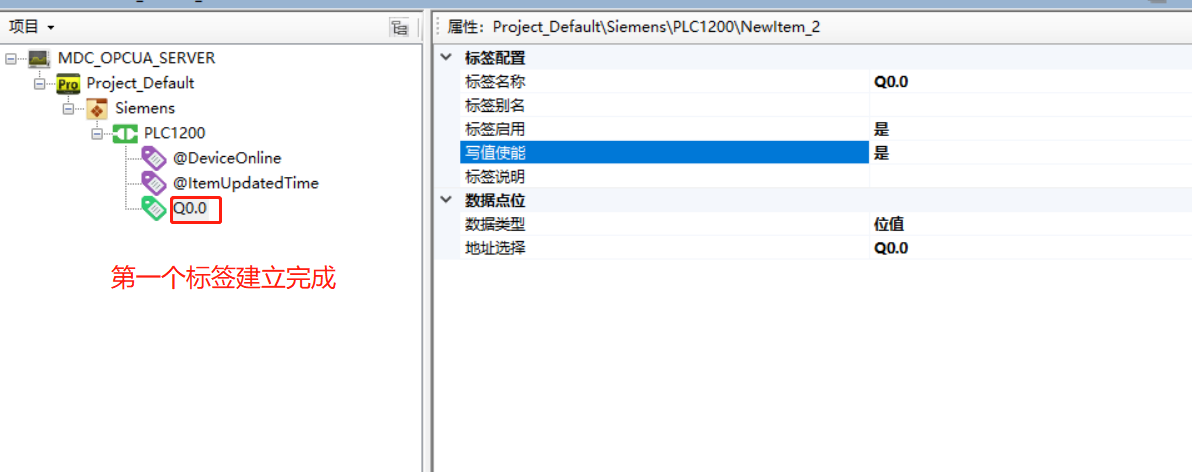 项目
MDC_OPCUA_SERVER
Project_Default
Siemens
PLC1200
@DeviceOnline
@ItemUpdatedTime
Q0.0
第一个标签建立完成
属性: Project_Default\Siemens\PLC1200\NewItem_2
标签配置
标签名称 Q0.0
标签别名
标签启用 是
写值使能 是
标签说明
数据点位
数据类型 位值
地址选择 Q0.0